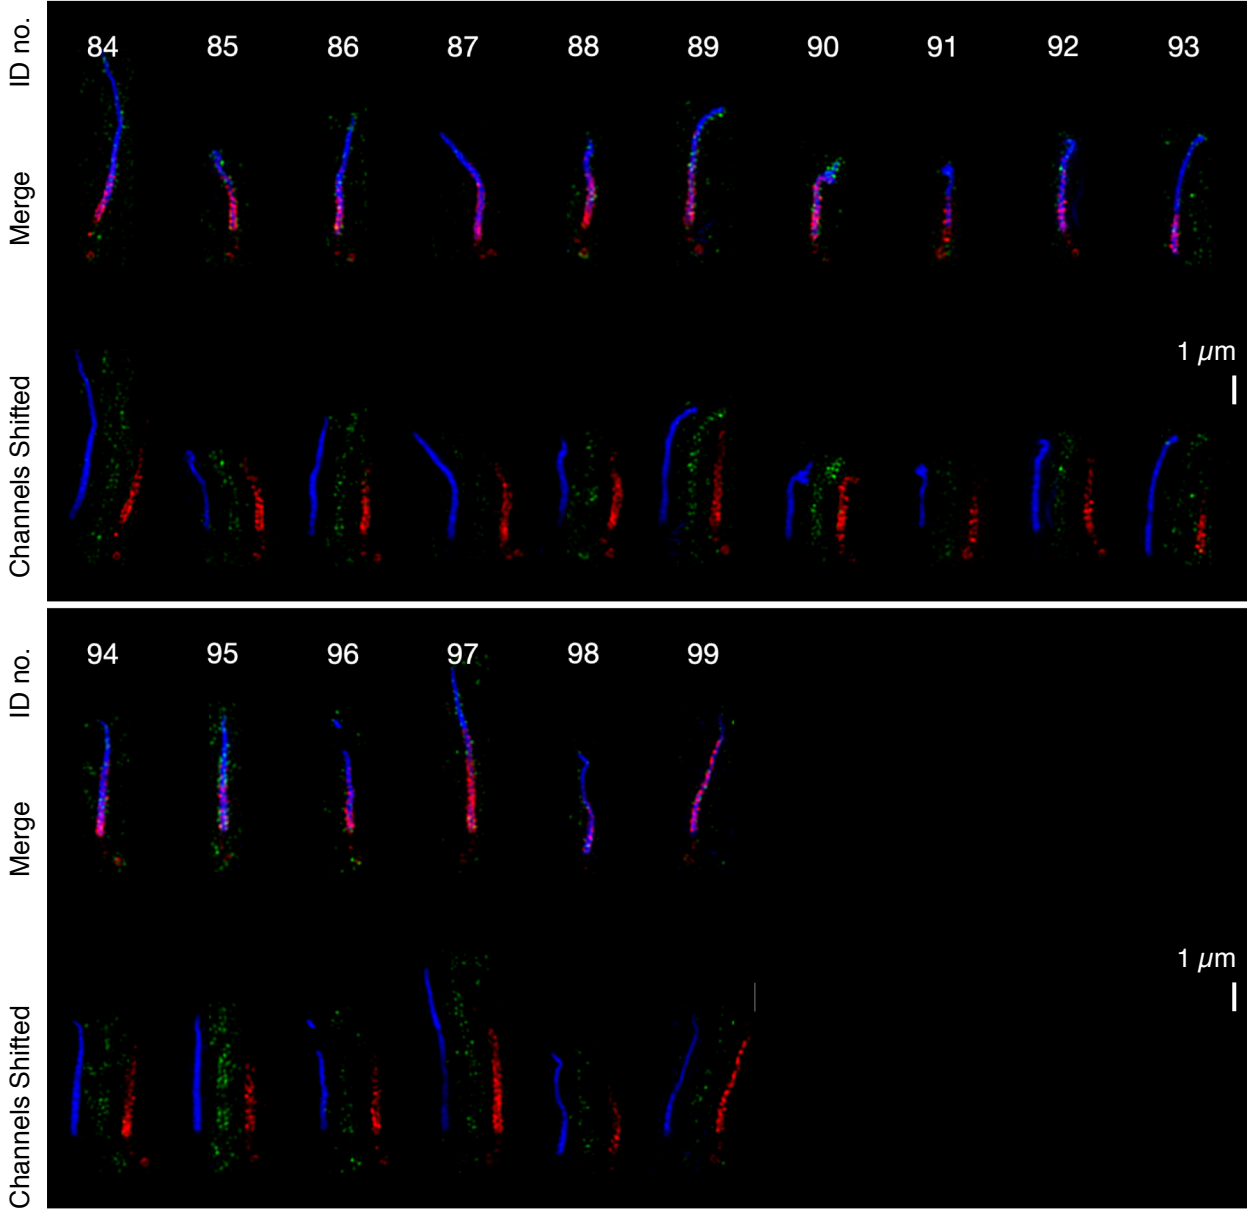 ID no.
84 85 86 87 88 89 90 91 92 93
Merge
1 µm
Channels Shifted
ID no.
94 95 96 97 98 99
Merge
1 µm
Channels Shifted